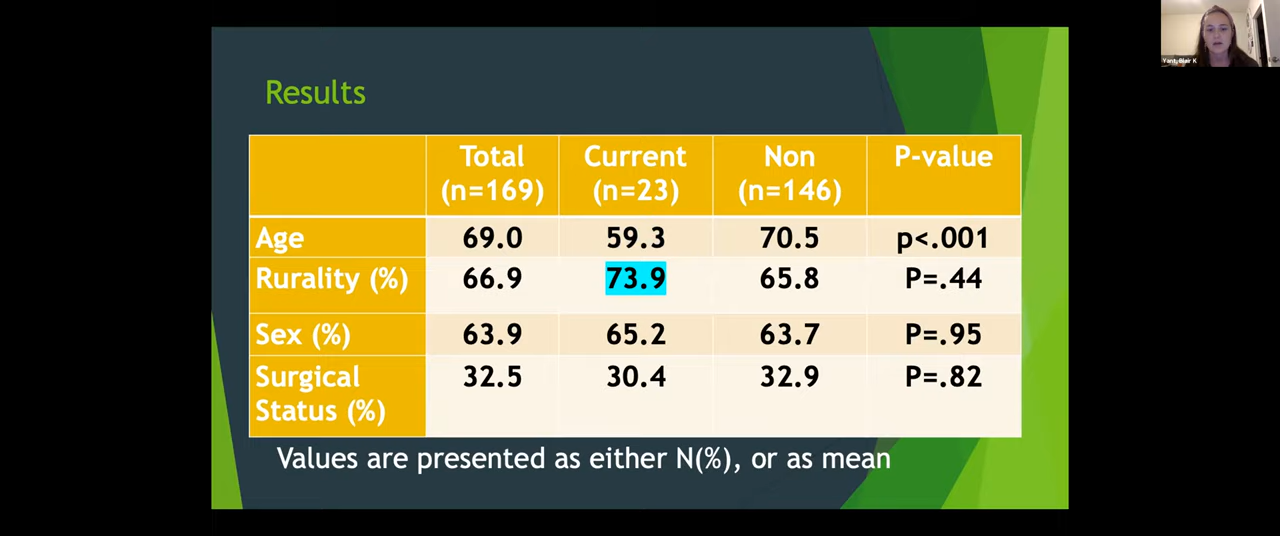 Yant, Blair K
Results
Total Current Non P-value
(n=169) (n=23) (n=146)
Age 69.0 59.3 70.5 p<.001
Rurality (%) 66.9 73.9 65.8 P=.44
Sex (%) 63.9 65.2 63.7 P=.95
Surgical 32.5 30.4 32.9 P=.82
Status (%)
Values are presented as either N(%), or as mean